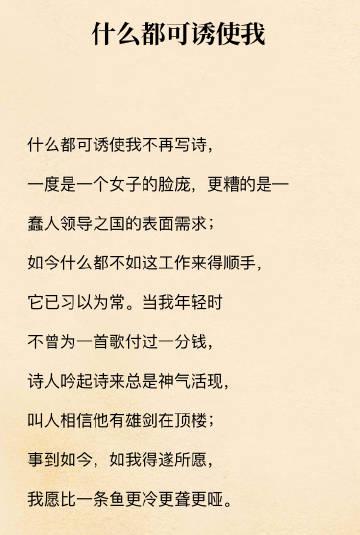 什么都可诱使我
什么都可诱使我不再写诗，
一度是一个女子的脸庞，更糟的是—
蠢人领导之国的表面需求；
如今什么都不如这工作来得顺手，
它已习以为常。当我年轻时
不曾为一首歌付过一分钱，
诗人吟起诗来总是神气活现，
叫人相信他有雄剑在顶楼；
事到如今，如我得遂所愿，
我愿比一条鱼更冷更聋更哑。